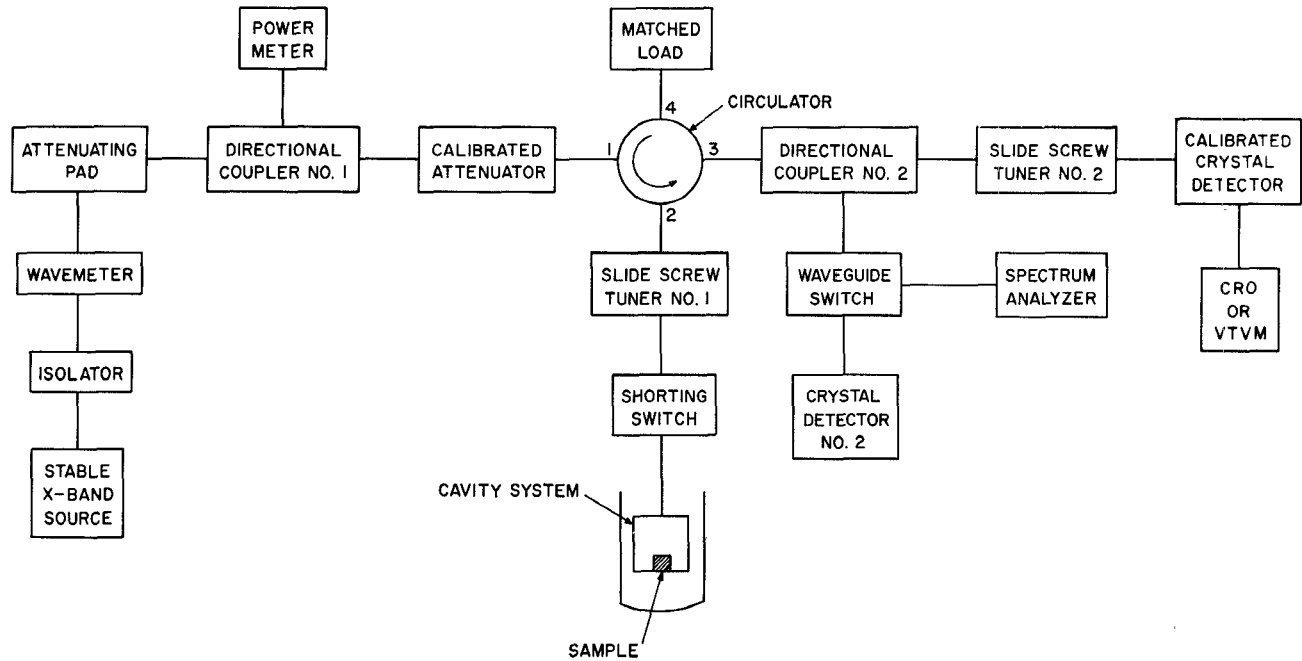 POWER
METER
MATCHED
LOAD
CIRCULATOR
4
1
3
2
ATTENUATING
PAD
DIRECTIONAL
COUPLER NO. 1
CALIBRATED
ATTENUATOR
DIRECTIONAL
COUPLER NO. 2
SLIDE SCREW
TUNER NO. 2
CALIBRATED
CRYSTAL
DETECTOR
WAVEMETER
SLIDE SCREW
TUNER NO. 1
WAVEGUIDE
SWITCH
SPECTRUM
ANALYZER
CRO
OR
VTVM
ISOLATOR
SHORTING
SWITCH
CRYSTAL
DETECTOR
NO. 2
STABLE
X-BAND
SOURCE
CAVITY SYSTEM
SAMPLE